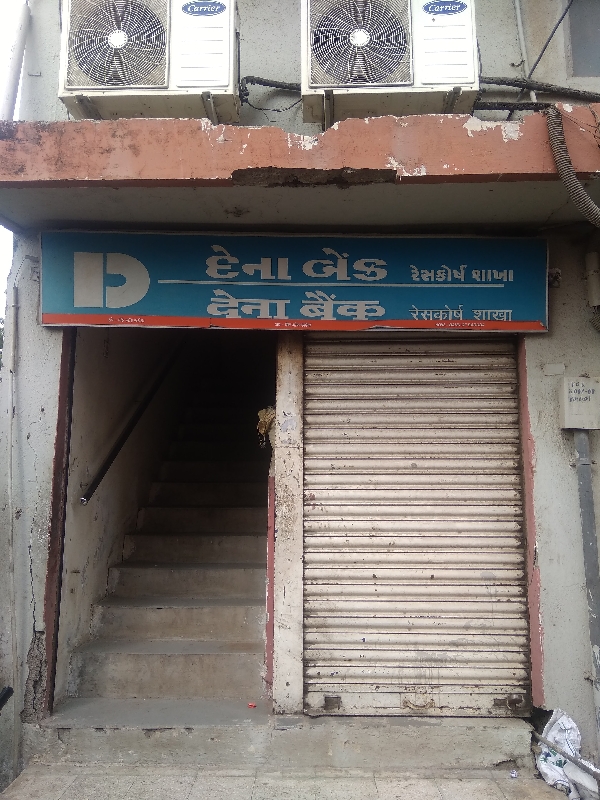 Carrier
Carrier
દેના બેંક રેસકોર્ષ શાખા
देना बैंक रेसकोर्ष शाखा